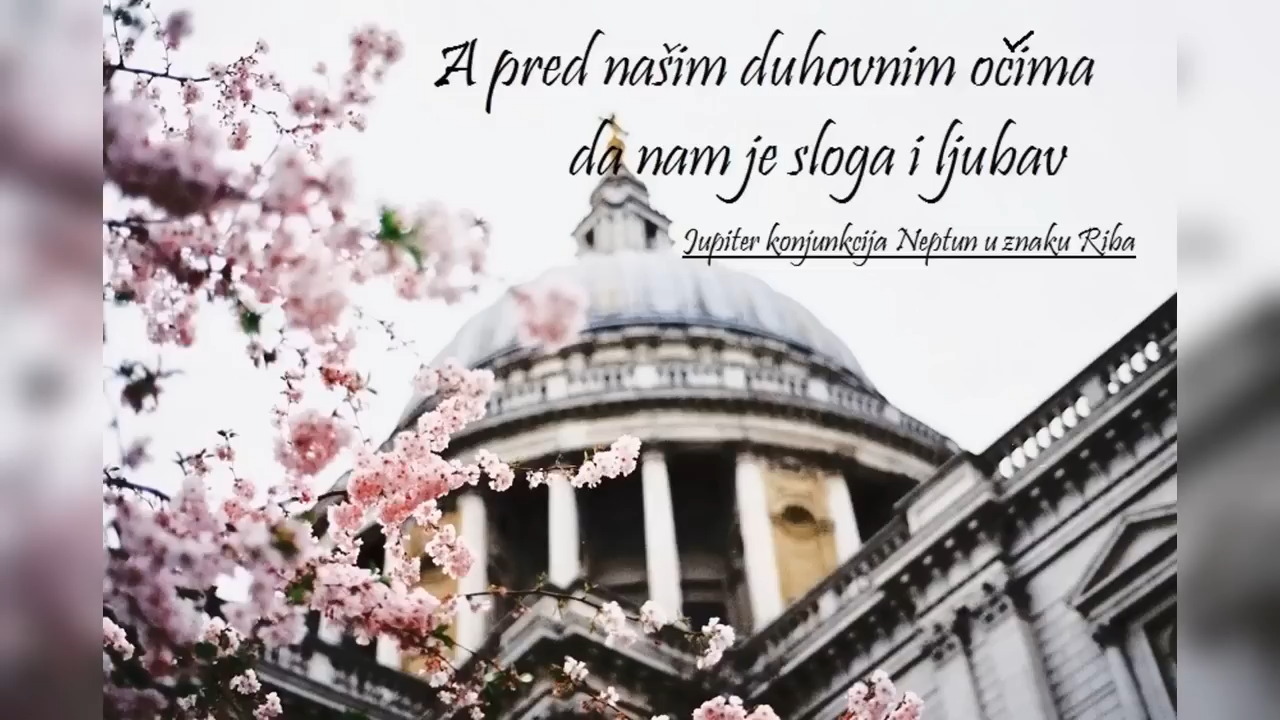 A pred našim duhovnim očima
da nam je sloga i ljubav
Jupiter konjunkcija Neptun u znaku Riba